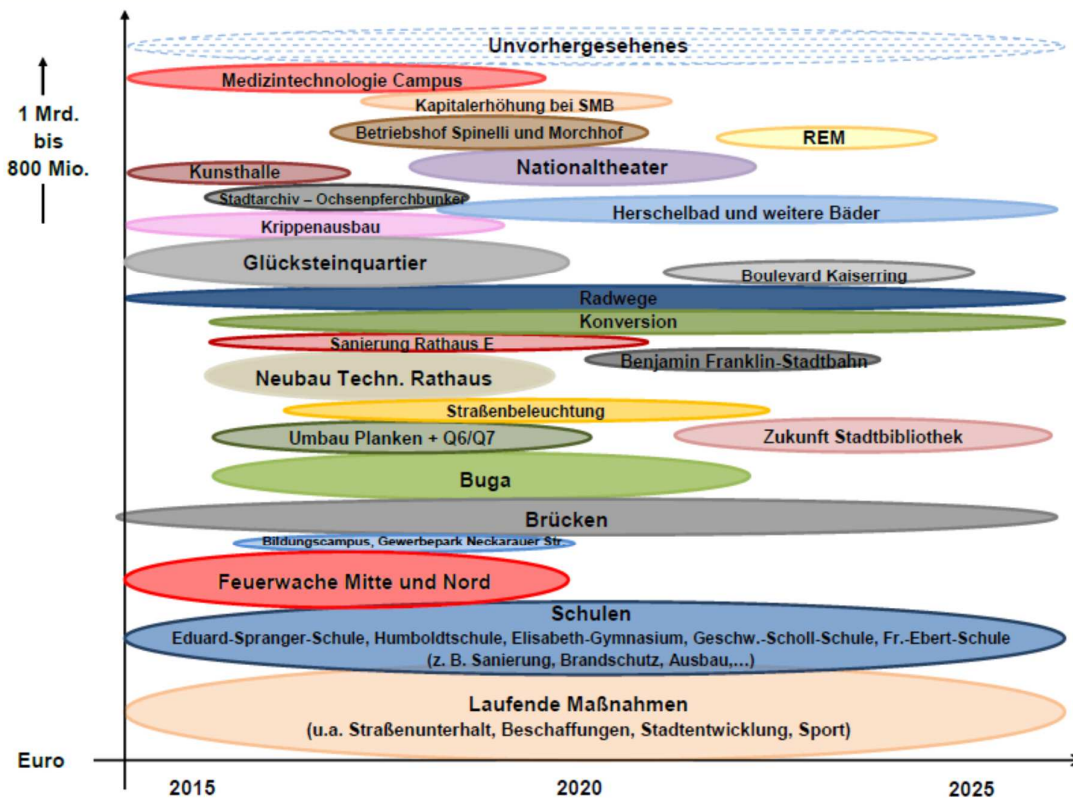 Unvorhergesehenes
Medizintechnologie Campus
Kapitalerhöhung bei SMB
1 Mrd.
bis
800 Mio.
Betriebshof Spinelli und Morchhof
REM
Nationaltheater
Kunsthalle
Stadtarchiv – Ochsenpferchbunker
Herschelbad und weitere Bäder
Krippenausbau
Glücksteinquartier
Boulevard Kaiserring
Radwege
Konversion
Sanierung Rathaus E
Benjamin Franklin-Stadtbahn
Neubau Techn. Rathaus
Straßenbeleuchtung
Umbau Planken + Q6/Q7
Zukunft Stadtbibliothek
Buga
Brücken
Bildungscampus, Gewerbepark Neckarauer Str.
Feuerwache Mitte und Nord
Schulen
Eduard-Spranger-Schule, Humboldtschule, Elisabeth-Gymnasium, Geschw.-Scholl-Schule, Fr.-Ebert-Schule
(z. B. Sanierung, Brandschutz, Ausbau,...)
Laufende Maßnahmen
(u.a. Straßenunterhalt, Beschaffungen, Stadtentwicklung, Sport)
Euro
2015 2020 2025